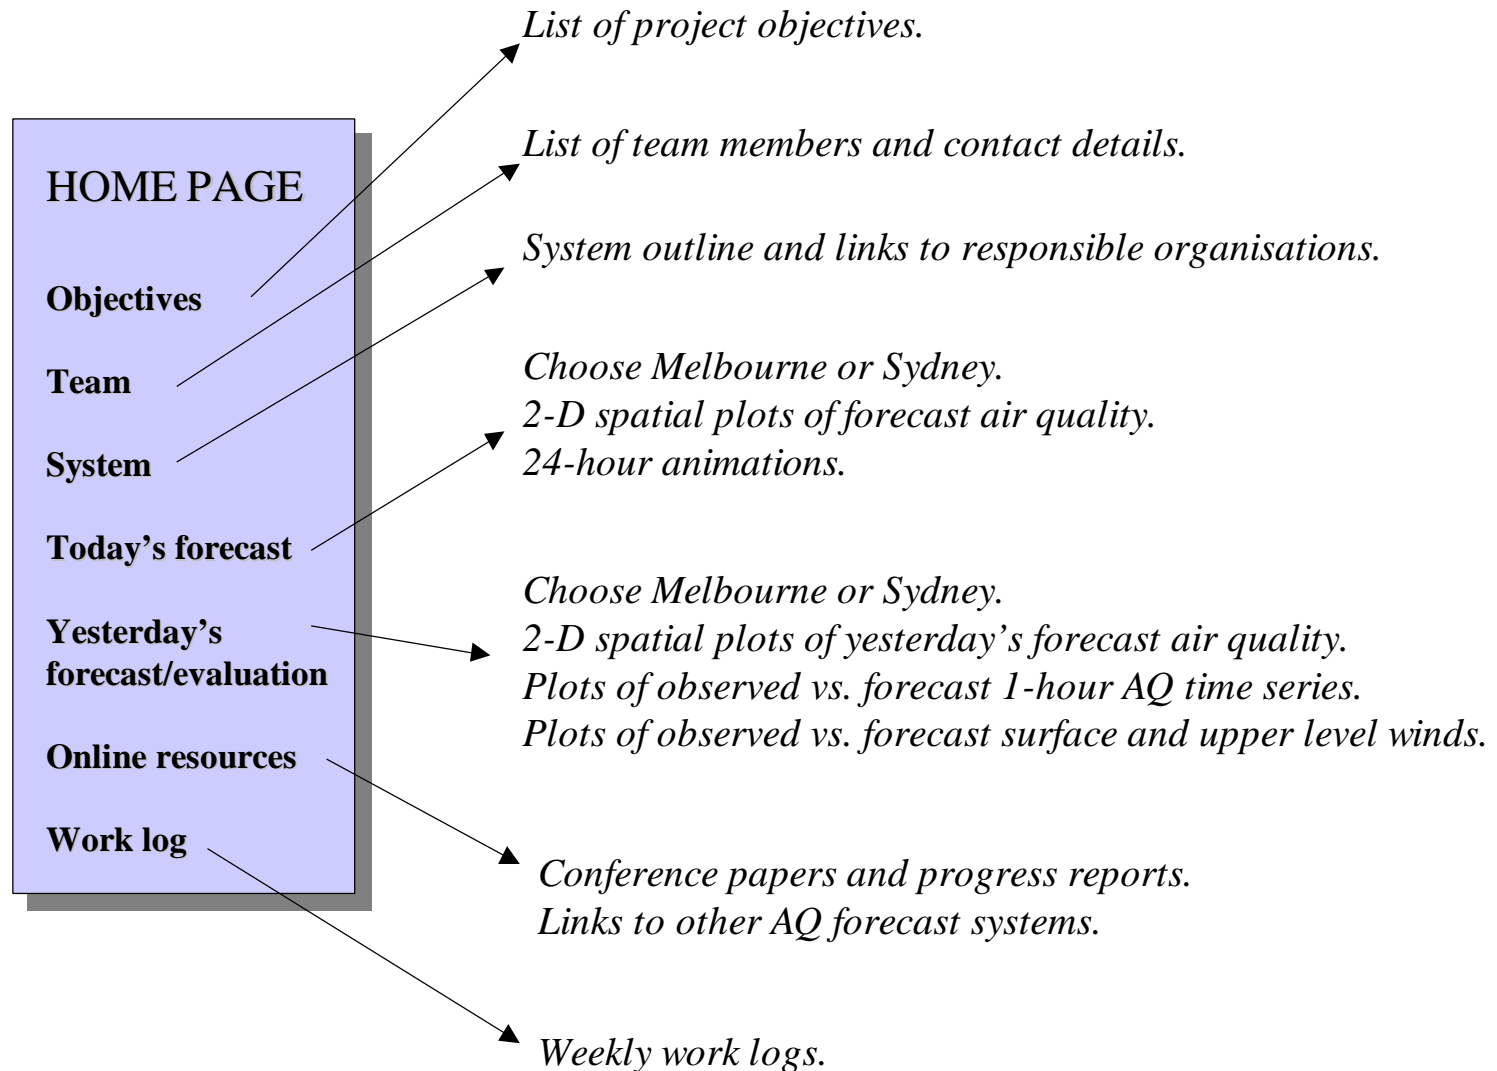 HOME PAGE
Objectives
Team
System
Today’s forecast
Yesterday’s
forecast/evaluation
Online resources
Work log
List of project objectives.
List of team members and contact details.
System outline and links to responsible organisations.
Choose Melbourne or Sydney.
2-D spatial plots of forecast air quality.
24-hour animations.
Choose Melbourne or Sydney.
2-D spatial plots of yesterday’s forecast air quality.
Plots of observed vs. forecast 1-hour AQ time series.
Plots of observed vs. forecast surface and upper level winds.
Conference papers and progress reports.
Links to other AQ forecast systems.
Weekly work logs.